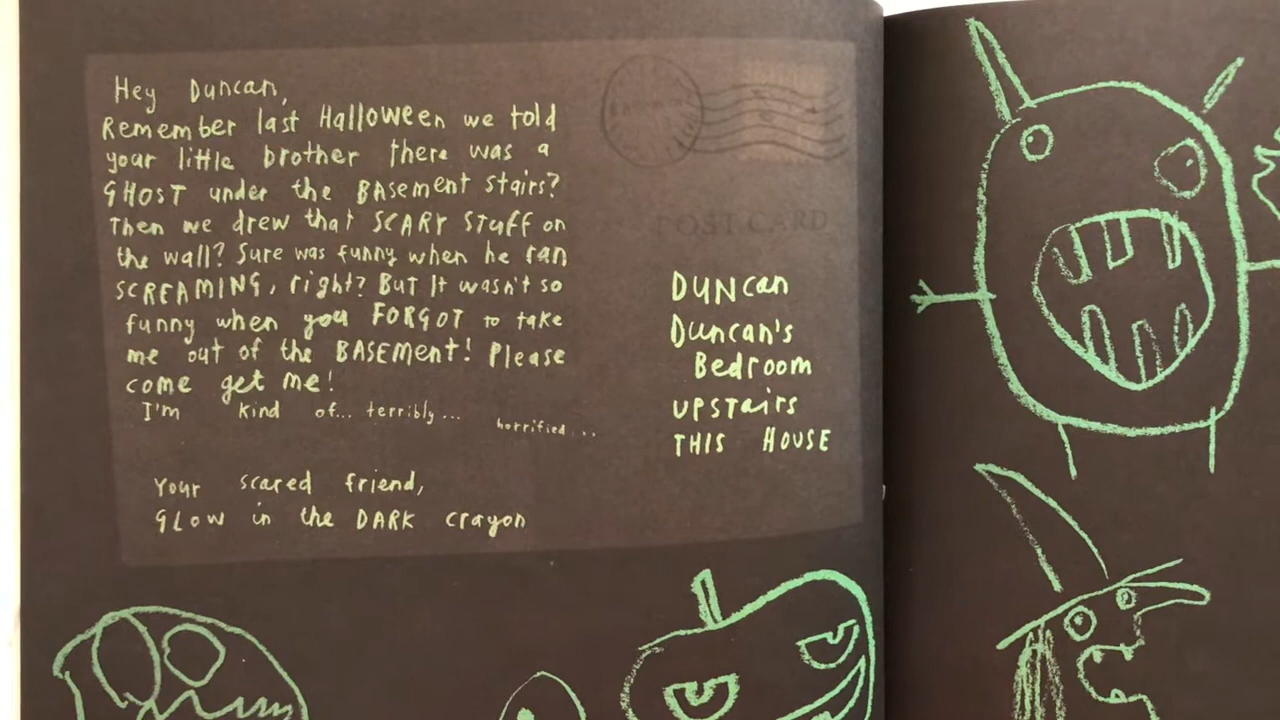 Hey Duncan,
Remember last Halloween we told
your little brother there was a
GHOST under the BASEMENT stairs?
Then we drew that SCARY STUFF on
the wall? Sure was funny when he ran
SCREAMING, right? BUT It wasn't so
funny when you FORGOT to take
me out of the BASEMENT! Please
come get me!
I'm kind of... terribly...
horrified...
Your scared friend,
GLOW in the DARK crayon
POST CARD
DUNCan
Duncan's
Bedroom
UPSTairs
THIS HOUSE